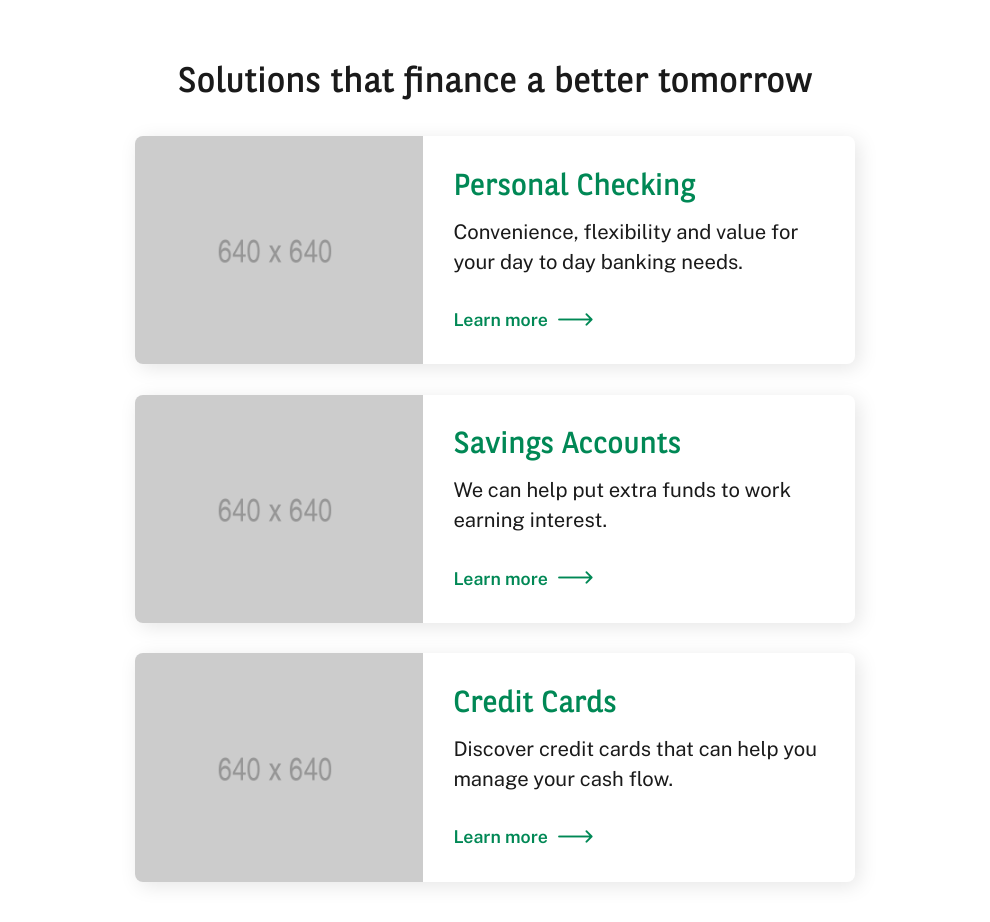 Solutions that finance a better tomorrow
640 x 640
Personal Checking
Convenience, flexibility and value for
your day to day banking needs.
Learn more
640 x 640
Savings Accounts
We can help put extra funds to work
earning interest.
Learn more
640 x 640
Credit Cards
Discover credit cards that can help you
manage your cash flow.
Learn more